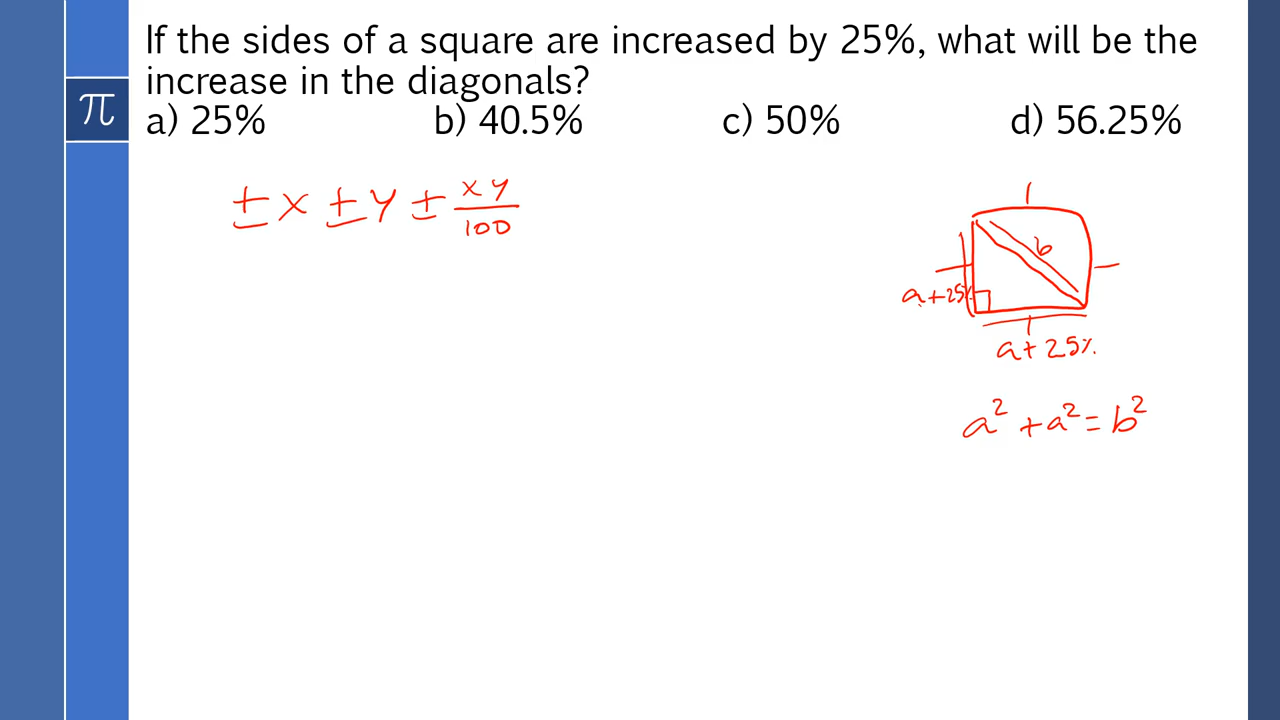 If the sides of a square are increased by 25%, what will be the
increase in the diagonals?
a) 25% b) 40.5% c) 50% d) 56.25%
π
± x ± y ± xy/100
b
a+25%
a+25%
a² + a² = b²